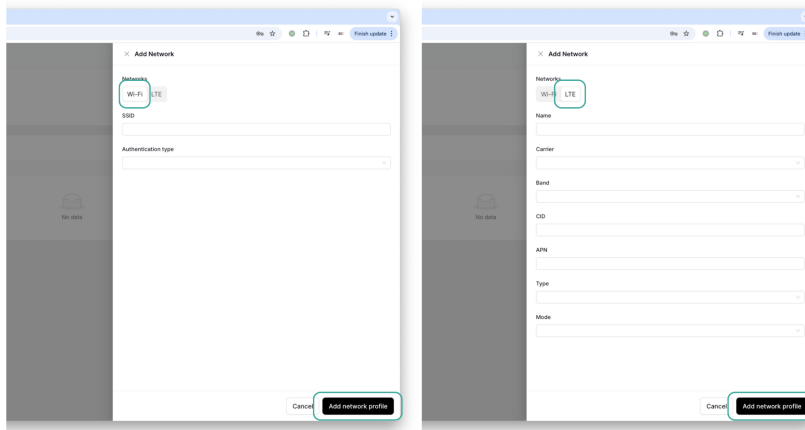 Finish update
Add Network
Networks
Wi-Fi LTE
SSID
Authentication type
No data
Cancel Add network profile
Finish update
Add Network
Networks
Wi-Fi LTE
Name
Carrier
Band
CID
APN
Type
Mode
No data
Cancel Add network profile